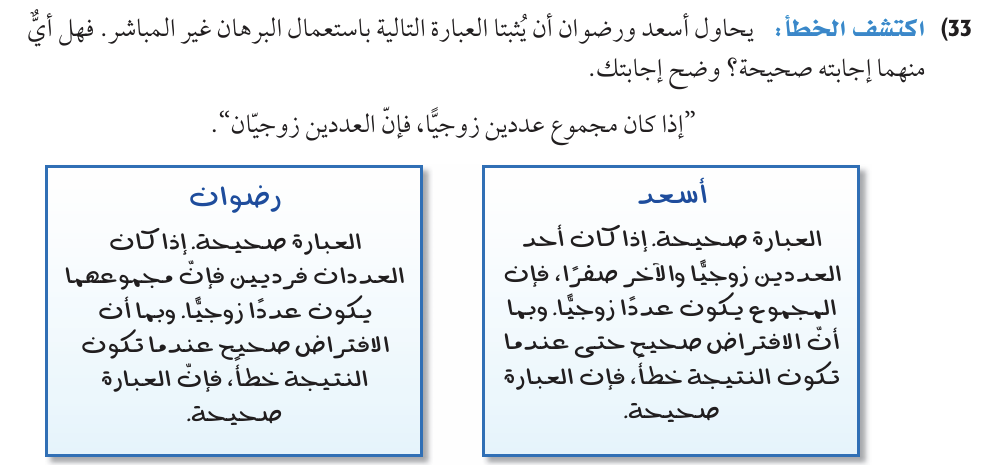 33) اكتشف الخطأ: يحاول أسعد ورضوان أن يُثبتا العبارة التالية باستعمال البرهان غير المباشر. فهل أيٌّ
منهما إجابته صحيحة؟ وضح إجابتك.
”إذا كان مجموع عددين زوجيًّا، فإنّ العددين زوجيّان“.
أسعد
العبارة صحيحة. إذا كان أحد
العددين زوجيًّا والآخر صفرًا، فإن
المجموع يكون عددًا زوجيًّا. وبما
أنّ الافتراض صحيح حتى عندما
تكون النتيجة خطأ، فإن العبارة
صحيحة.
رضوان
العبارة صحيحة. إذا كان
العددان فرديين فإنّ مجموعهما
يكون عددًا زوجيًّا. وبما أن
الافتراض صحيح عندما تكون
النتيجة خطأ، فإنّ العبارة
صحيحة.